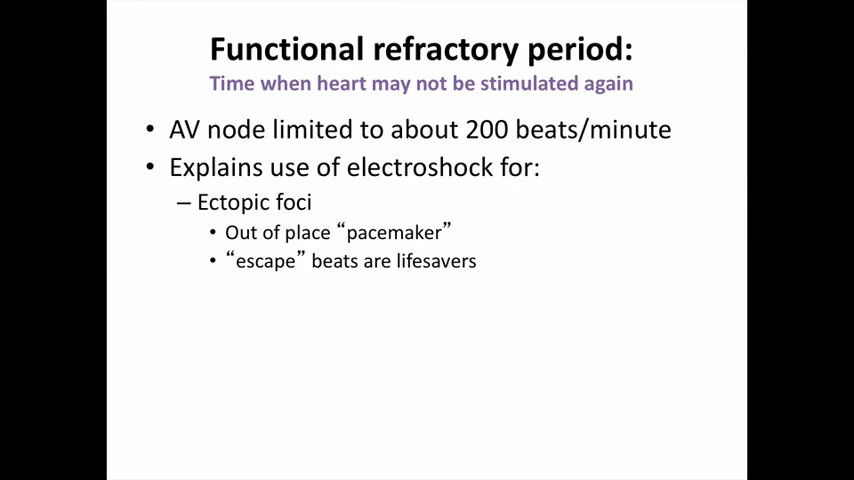 Functional refractory period:
Time when heart may not be stimulated again
• AV node limited to about 200 beats/minute
• Explains use of electroshock for:
– Ectopic foci
• Out of place “pacemaker”
• “escape” beats are lifesavers